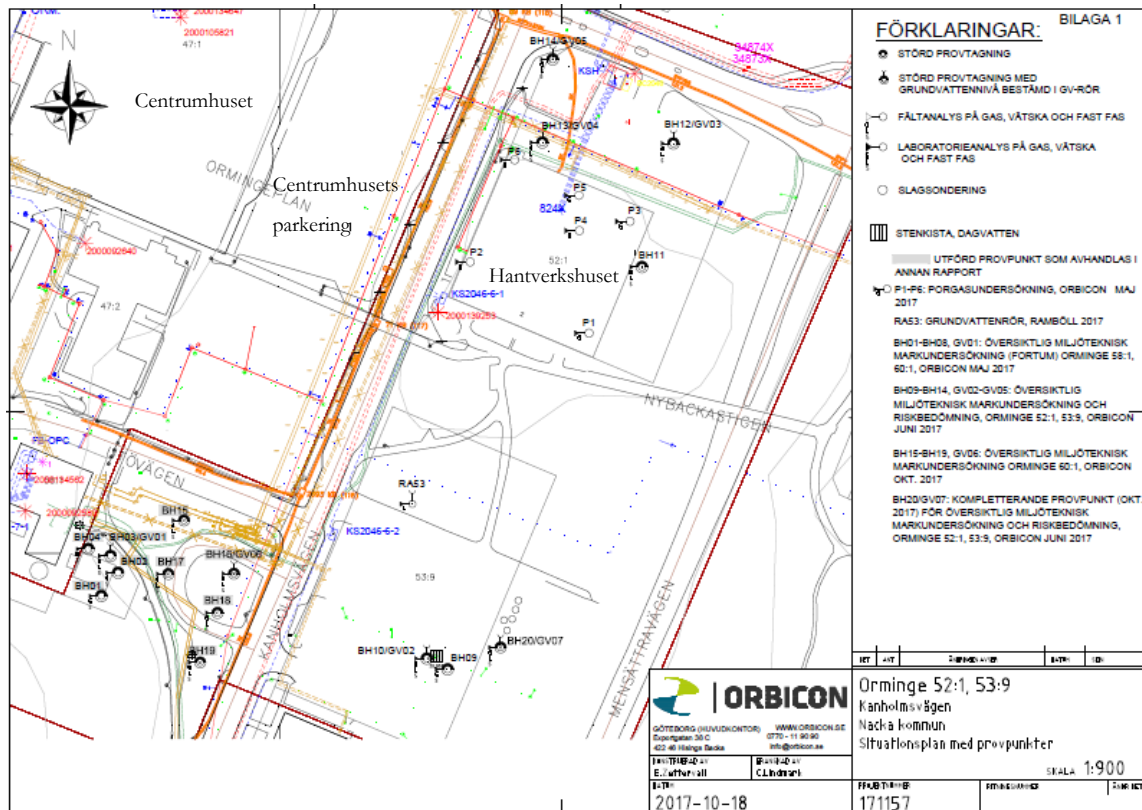 BILAGA 1
FÖRKLARINGAR:
STÖRD PROVTAGNING
STÖRD PROVTAGNING MED
GRUNDVATTENNIVÅ BESTÄMD I GV-RÖR
FÄLTANALYS PÅ GAS, VÄTSKA OCH FAST FAS
LABORATORIEANALYS PÅ GAS, VÄTSKA
OCH FAST FAS
SLAGSONDERING
STENKISTA, DAGVATTEN
UTFÖRD PROVPUNKT SOM AVHANDLAS I
ANNAN RAPPORT
P1-P6: PORGASUNDERSÖKNING, ORBICON MAJ
2017
RA53: GRUNDVATTENRÖR, RAMBÖLL 2017
BH01-BH08, GV01: ÖVERSIKTLIG MILJÖTEKNISK
MARKUNDERSÖKNING (FORTUM) ORMINGE 58:1,
60:1, ORBICON MAJ 2017
BH09-BH14, GV02-GV05: ÖVERSIKTLIG
MILJÖTEKNISK MARKUNDERSÖKNING OCH
RISKBEDÖMNING, ORMINGE 52:1, 53:9, ORBICON
JUNI 2017
BH15-BH19, GV06: ÖVERSIKTLIG MILJÖTEKNISK
MARKUNDERSÖKNING ORMINGE 60:1, ORBICON
OKT. 2017
BH20/GV07: KOMPLETTERANDE PROVPUNKT (OKT.
2017) FÖR ÖVERSIKTLIG MILJÖTEKNISK
MARKUNDERSÖKNING OCH RISKBEDÖMNING,
ORMINGE 52:1, 53:9, ORBICON JUNI 2017
N
47:1
2000105821
Centrumhuset
ORMINGEPLAN
Centrumhusets
parkering
2000092640
47:2
BH14/GV05
KSH
34874X
34873X
BH13/GV04
BH12/GV03
P6
P5
824X
P4
P3
P2
52:1
BH11
Hantverkshuset
KS2046-6-1
2000139253
P1
NYBACKASTIGEN
RA53
KS2046-6-2
BH15
BH04
BH03/GV01
BH02
BH17
BH16/GV06
BH01
BH18
BH19
53:9
KANHOLMSVÄGEN
MENSÄTTRAVÄGEN
BH10/GV02
BH09
BH20/GV07
ORBICON
GÖTEBORG (HUVUDKONTOR)
WWW.ORBICON.SE
Exportgatan 38 C
0770 - 11 90 90
422 46 Hisings Backa
info@orbicon.se
E.Zettervall
C.Lindmark
2017-10-18
Orminge 52:1, 53:9
Kanholmsvägen
Nacka kommun
Situationsplan med provpunkter
SKALA 1:900
PROJEKTNUMMER
171157